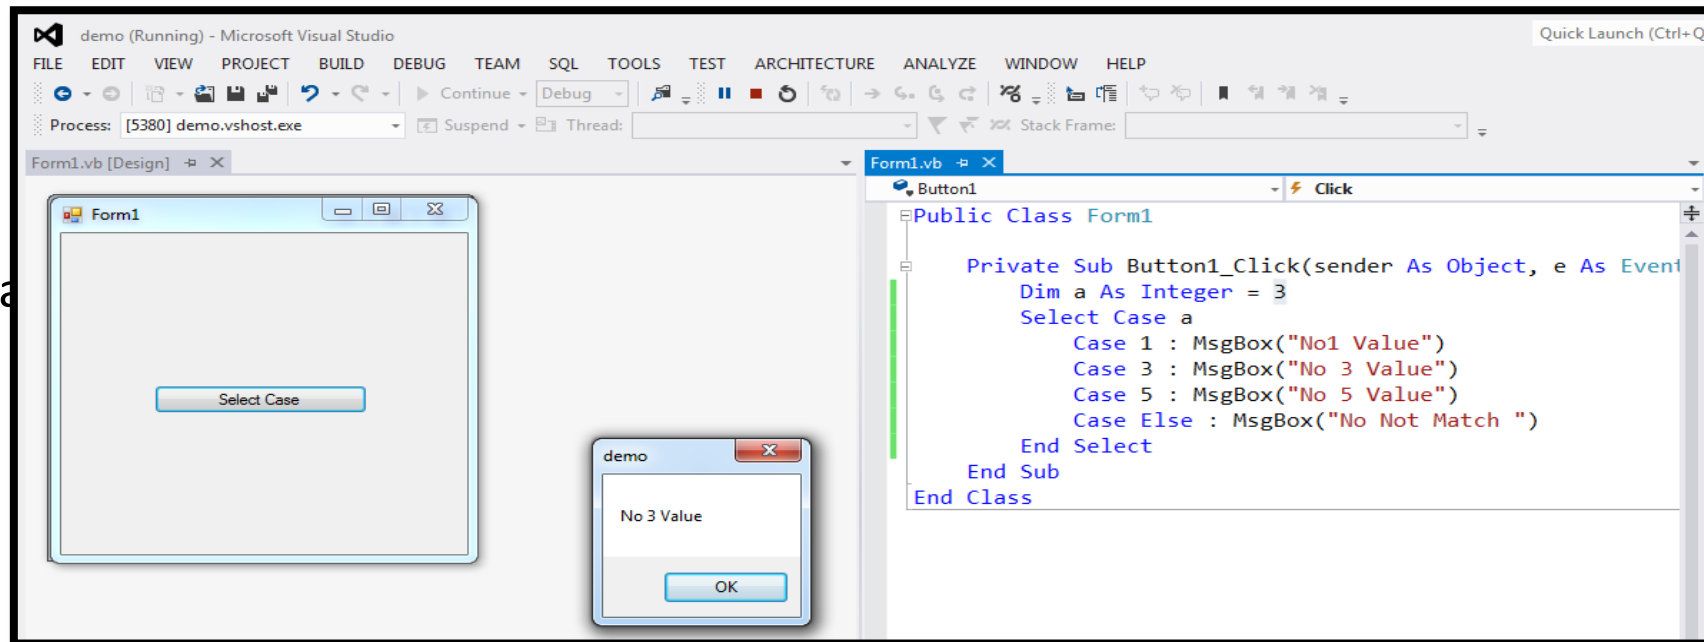 demo (Running) - Microsoft Visual Studio
Quick Launch (Ctrl+Q
FILE EDIT VIEW PROJECT BUILD DEBUG TEAM SQL TOOLS TEST ARCHITECTURE ANALYZE WINDOW HELP
Continue Debug
Process: [5380] demo.vshost.exe Suspend Thread: Stack Frame:
Form1.vb [Design]
Form1
Select Case
demo
No 3 Value
OK
Form1.vb
Button1 Click
Public Class Form1
Private Sub Button1_Click(sender As Object, e As Event
Dim a As Integer = 3
Select Case a
Case 1 : MsgBox("No1 Value")
Case 3 : MsgBox("No 3 Value")
Case 5 : MsgBox("No 5 Value")
Case Else : MsgBox("No Not Match ")
End Select
End Sub
End Class